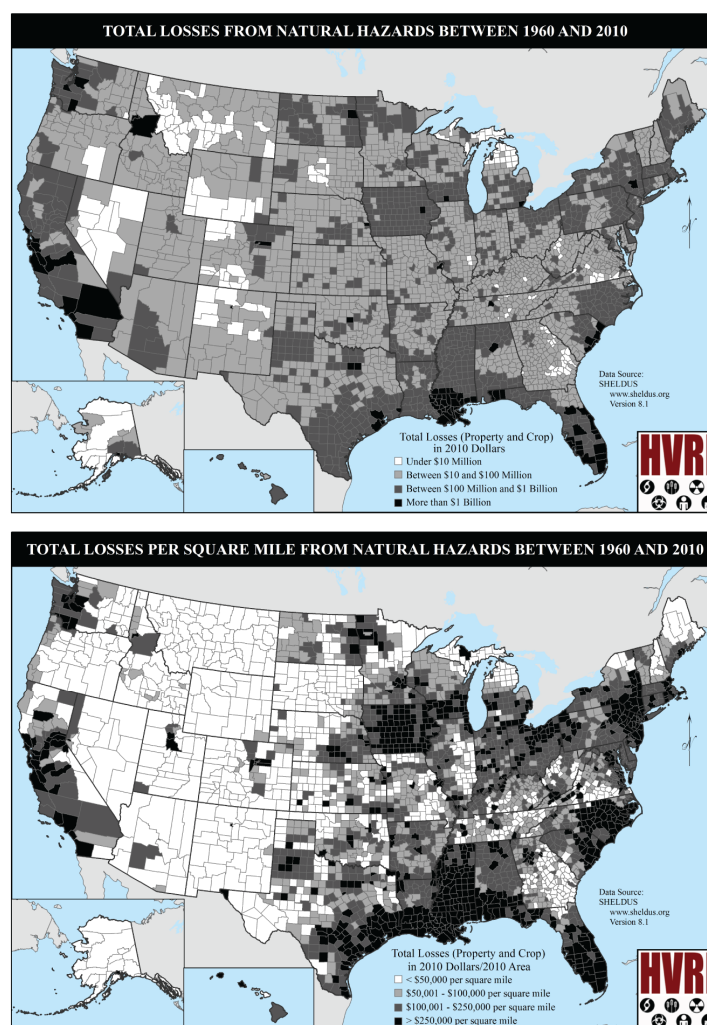 TOTAL LOSSES FROM NATURAL HAZARDS BETWEEN 1960 AND 2010
Data Source:
SHELDUS
www.sheldus.org
Version 8.1
Total Losses (Property and Crop)
in 2010 Dollars
Under $10 Million
Between $10 and $100 Million
Between $100 Million and $1 Billion
More than $1 Billion
HVR
TOTAL LOSSES PER SQUARE MILE FROM NATURAL HAZARDS BETWEEN 1960 AND 2010
Data Source:
SHELDUS
www.sheldus.org
Version 8.1
Total Losses (Property and Crop)
in 2010 Dollars/2010 Area
< $50,000 per square mile
$50,001 - $100,000 per square mile
$100,001 - $250,000 per square mile
> $250,000 per square mile
HVR